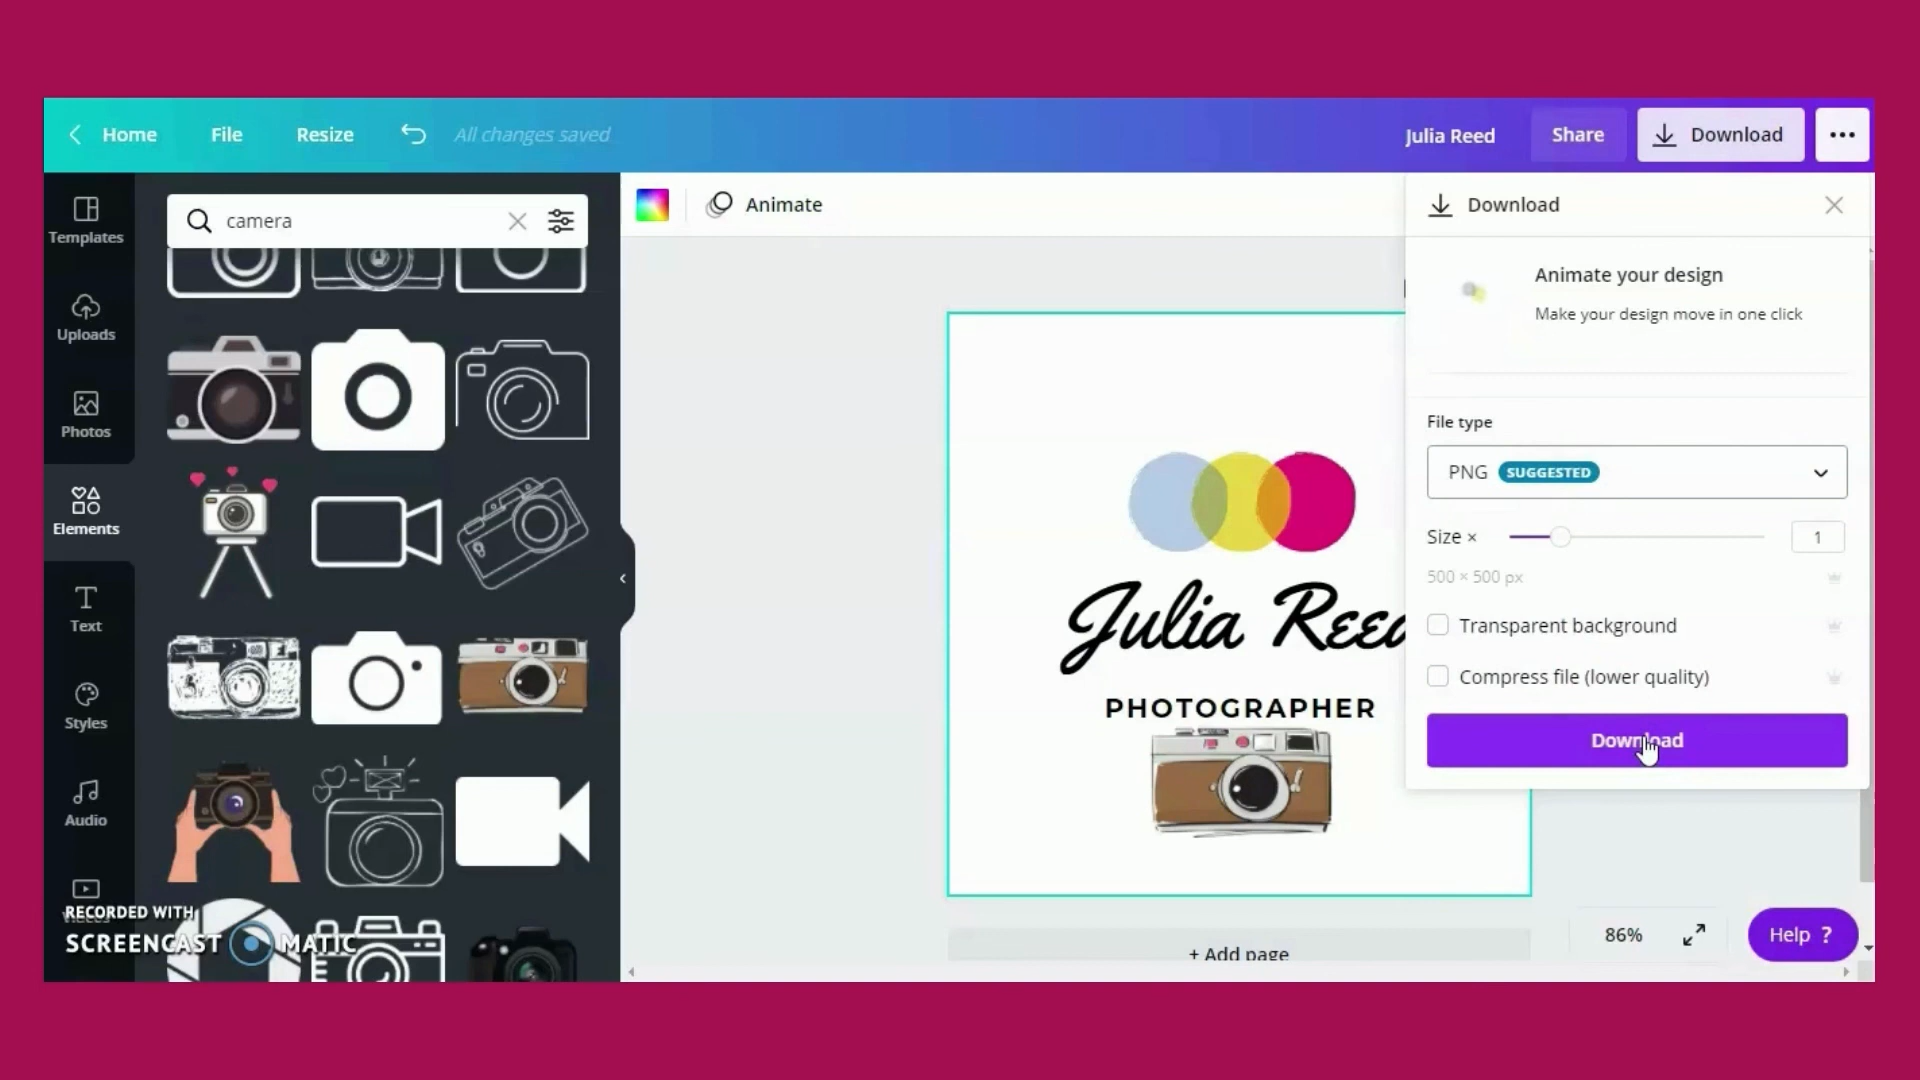 Home File Resize All changes saved Julia Reed Share Download
Templates
Uploads
Photos
Elements
Text
Styles
Audio
camera
Animate
Julia Reed
PHOTOGRAPHER
+ Add page
Download
Animate your design
Make your design move in one click
File type
PNG SUGGESTED
Size × 1
500 × 500 px
Transparent background
Compress file (lower quality)
Download
86%
Help ?
RECORDED WITH
SCREENCAST MATIC